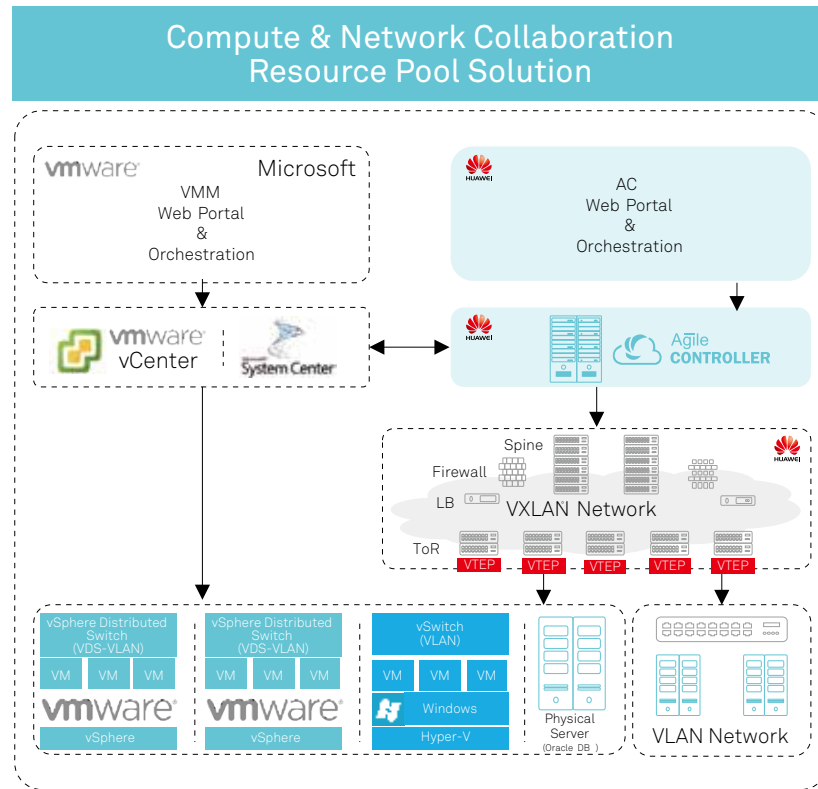 Compute & Network Collaboration
Resource Pool Solution
vmware
Microsoft
VMM
Web Portal
&
Orchestration
HUAWEI
AC
Web Portal
&
Orchestration
vmware
vCenter
System Center
HUAWEI
Agile
CONTROLLER
Spine
HUAWEI
Firewall
LB
VXLAN Network
ToR
VTEP
VTEP
VTEP
VTEP
VTEP
vSphere Distributed
Switch
(VDS-VLAN)
VM
VM
VM
vmware
vSphere
vSphere Distributed
Switch
(VDS-VLAN)
VM
VM
VM
vmware
vSphere
vSwitch
(VLAN)
VM
VM
VM
Windows
Hyper-V
Physical
Server
(Oracle DB )
VLAN Network